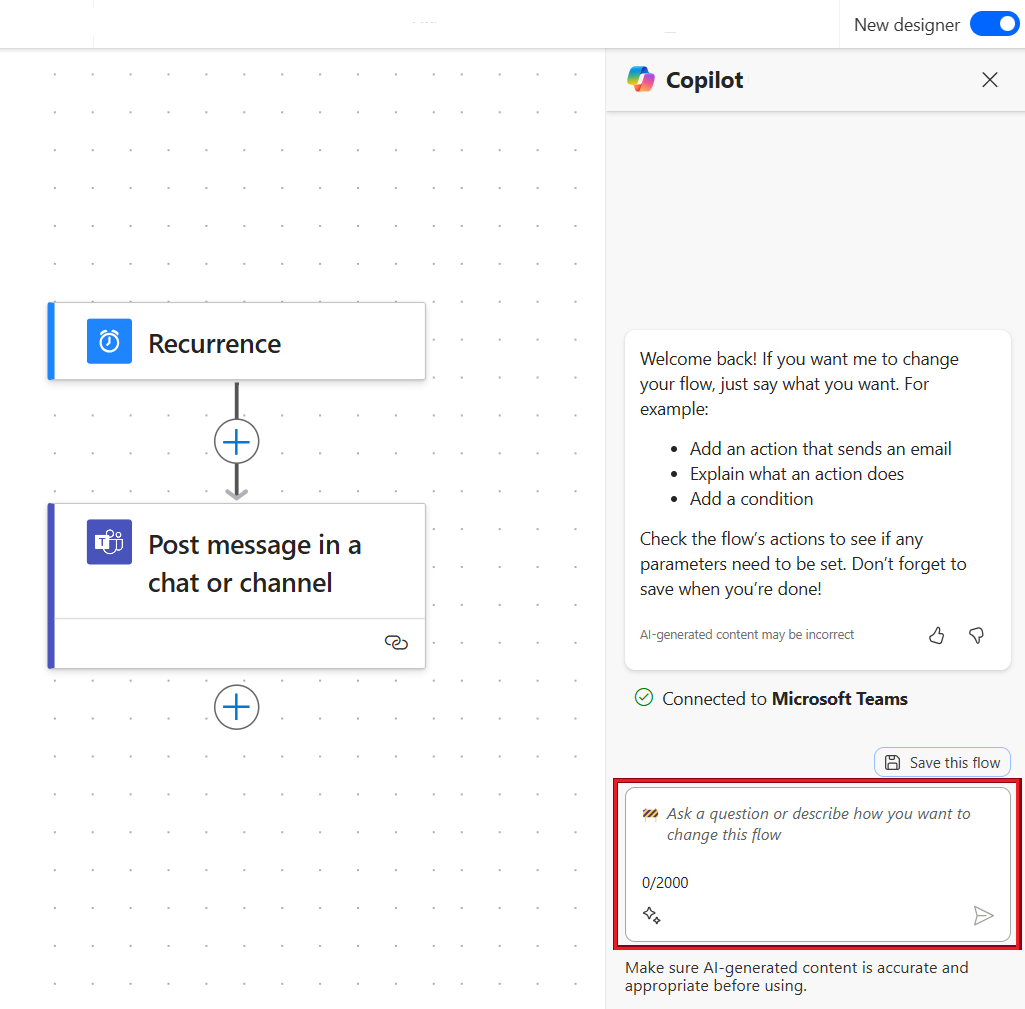 New designer
Copilot
Recurrence
Post message in a
chat or channel
Welcome back! If you want me to change
your flow, just say what you want. For
example:
• Add an action that sends an email
• Explain what an action does
• Add a condition
Check the flow’s actions to see if any
parameters need to be set. Don’t forget to
save when you’re done!
AI-generated content may be incorrect
Connected to Microsoft Teams
Save this flow
Ask a question or describe how you want to
change this flow
0/2000
Make sure AI-generated content is accurate and
appropriate before using.